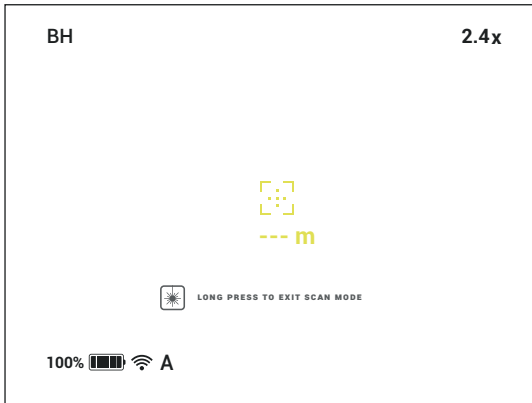 BH 2.4x
--- m
LONG PRESS TO EXIT SCAN MODE
100% A